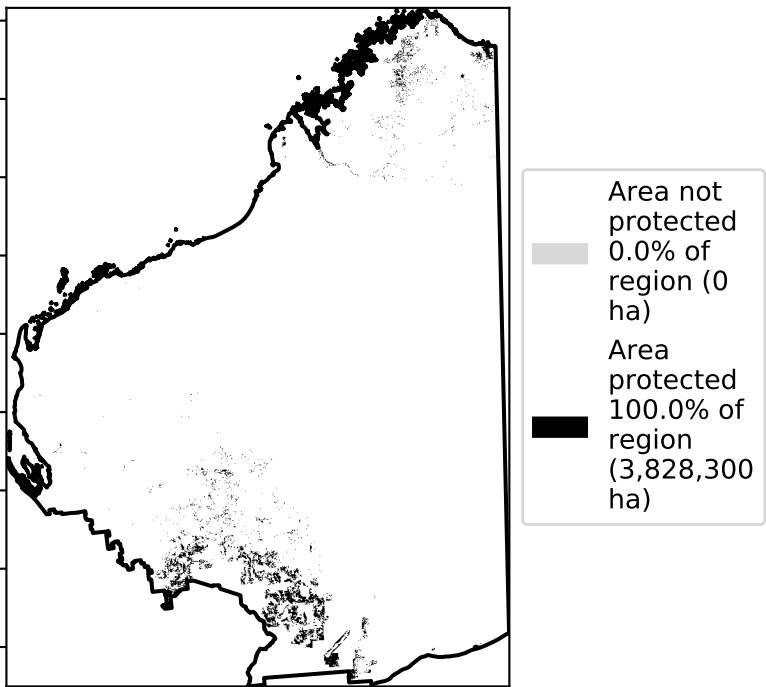 Area not
protected
0.0% of
region (0
ha)
Area
protected
100.0% of
region
(3,828,300
ha)